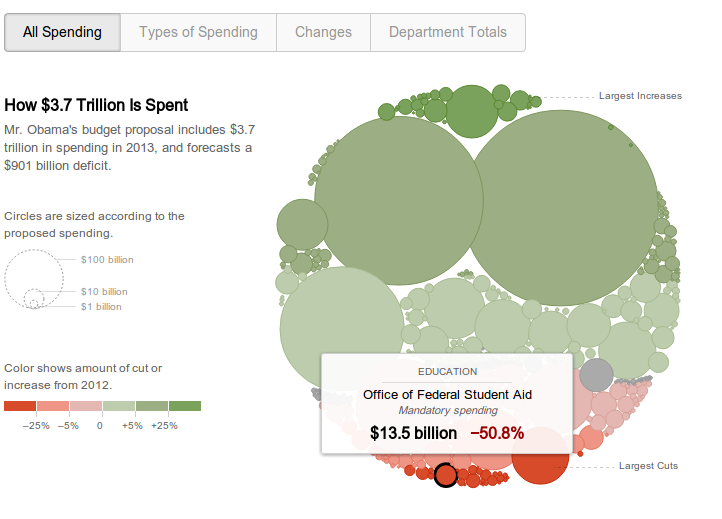 All Spending
Types of Spending
Changes
Department Totals
Largest Increases
How $3.7 Trillion Is Spent
Mr. Obama's budget proposal includes $3.7
trillion in spending in 2013, and forecasts a
$901 billion deficit.
Circles are sized according to the
proposed spending.
$100 billion
$10 billion
$1 billion
Color shows amount of cut or
increase from 2012.
−25% −5% 0 +5% +25%
EDUCATION
Office of Federal Student Aid
Mandatory spending
$13.5 billion −50.8%
Largest Cuts